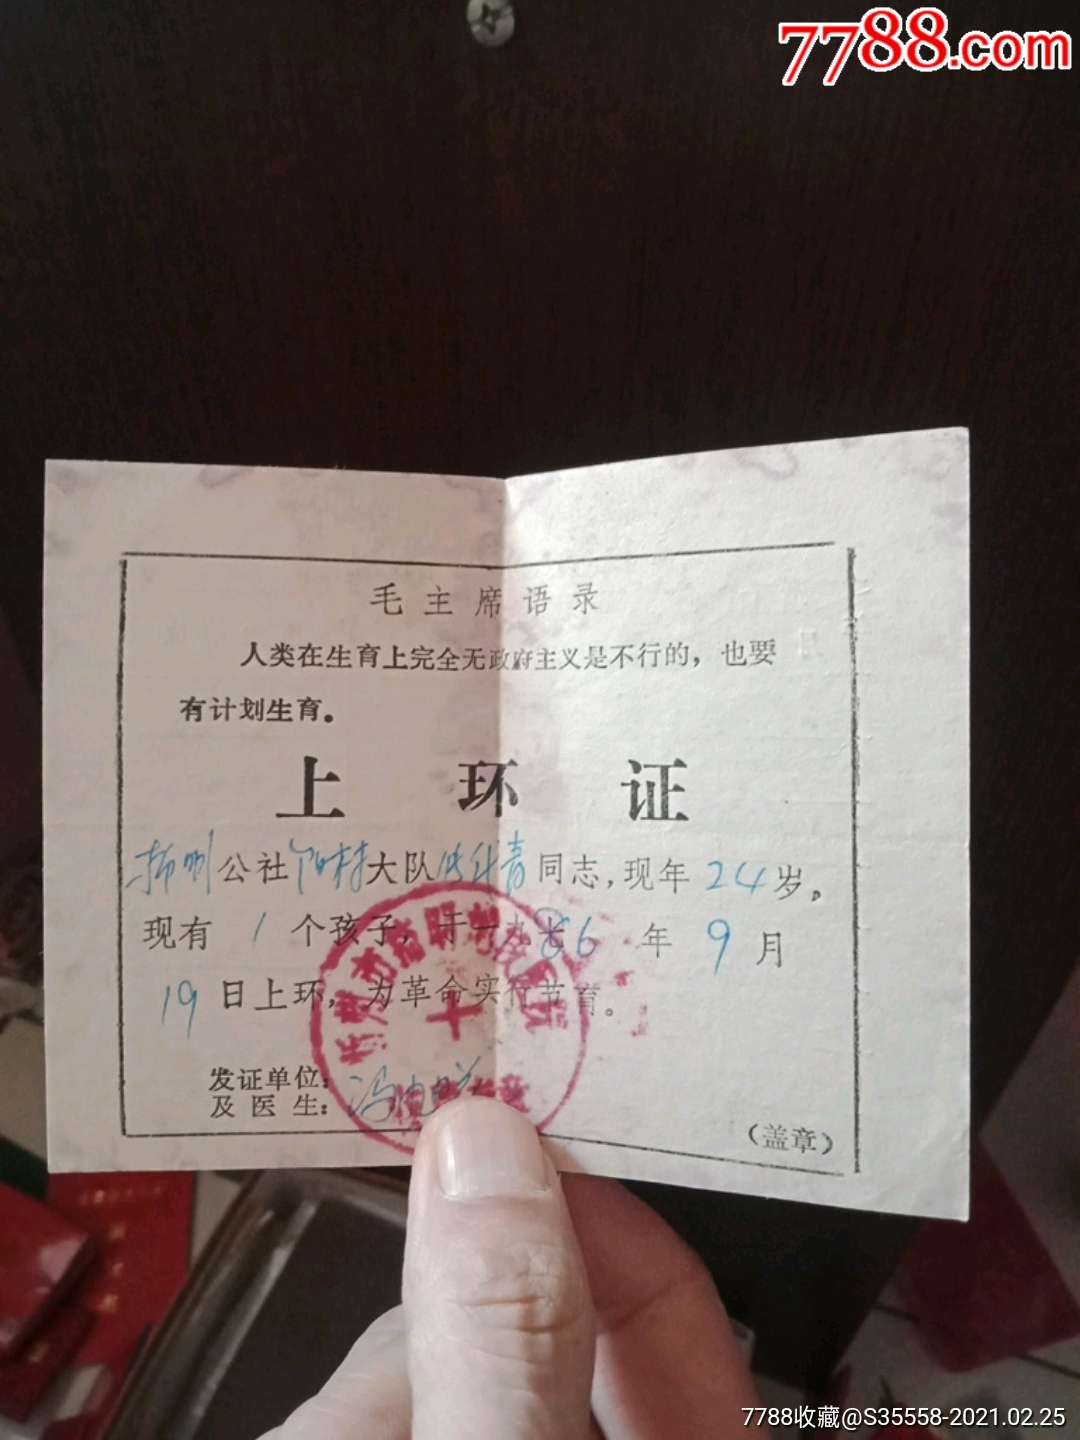 7788.com
毛主席语录
人类在生育上完全无政府主义是不行的，也要
有计划生育。
上环证
公社 村大队 青同志，现年24岁。
现有1个孩子，于一九七86年9月
19日上环，为革命实行节育。
发证单位：
及医生：冯
（盖章）
7788收藏@S35558-2021.02.25